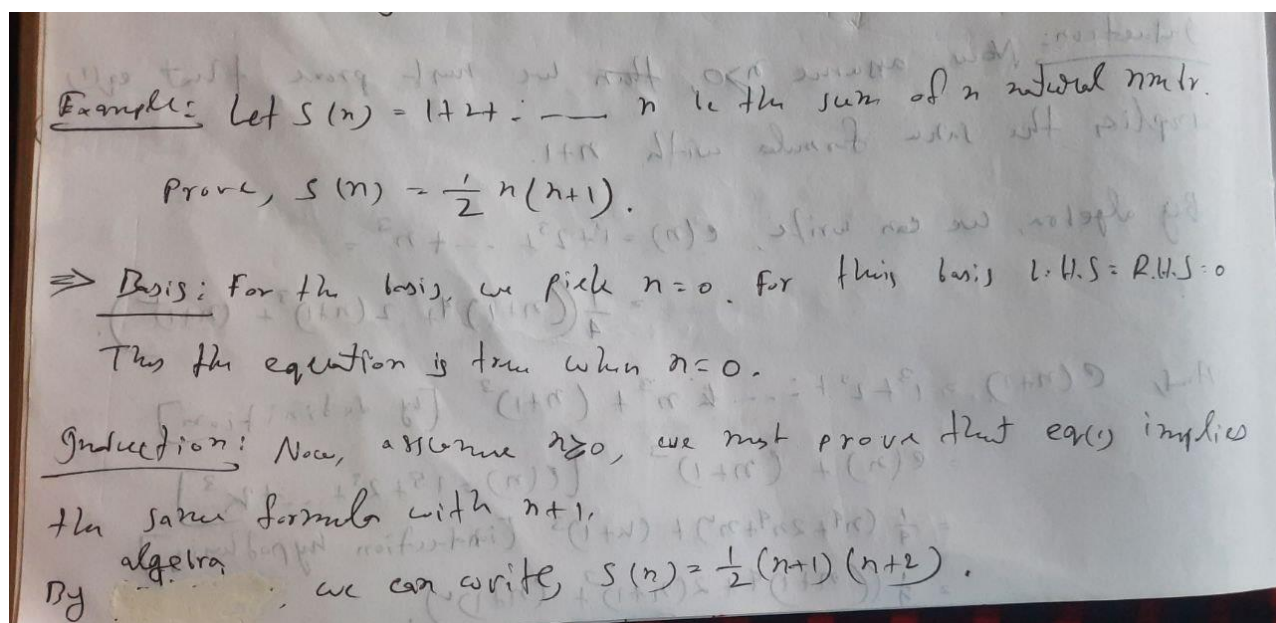 Example: Let S(n) = 1+2+ : --- n be the sum of n natural nmbr.
Prove, S(n) = 1/2 n(n+1).
⇒ Basis: For the basis, we pick n=0. For this basis L.H.S = R.H.S = 0
Thus the equation is true when n=0.
Induction: Now, assume n≥0, we must prove that eq(1) implies
the same formula with n+1.
By algebra, we can write, S(n) = 1/2 (n+1) (n+2).